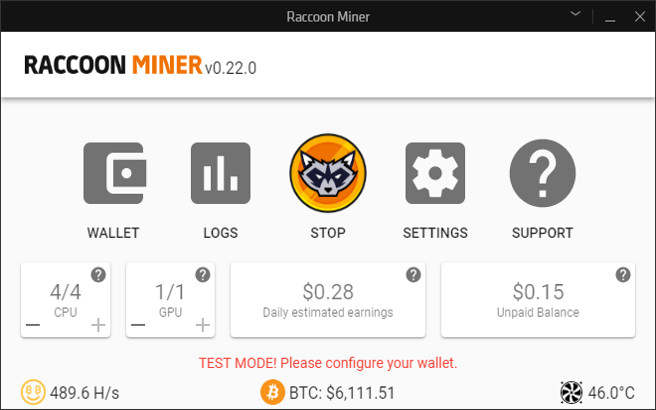 Raccoon Miner
RACCOON MINER v0.22.0
WALLET
LOGS
STOP
SETTINGS
SUPPORT
4/4
CPU
1/1
GPU
$0.28
Daily estimated earnings
$0.15
Unpaid Balance
TEST MODE! Please configure your wallet.
489.6 H/s
BTC: $6,111.51
46.0°C